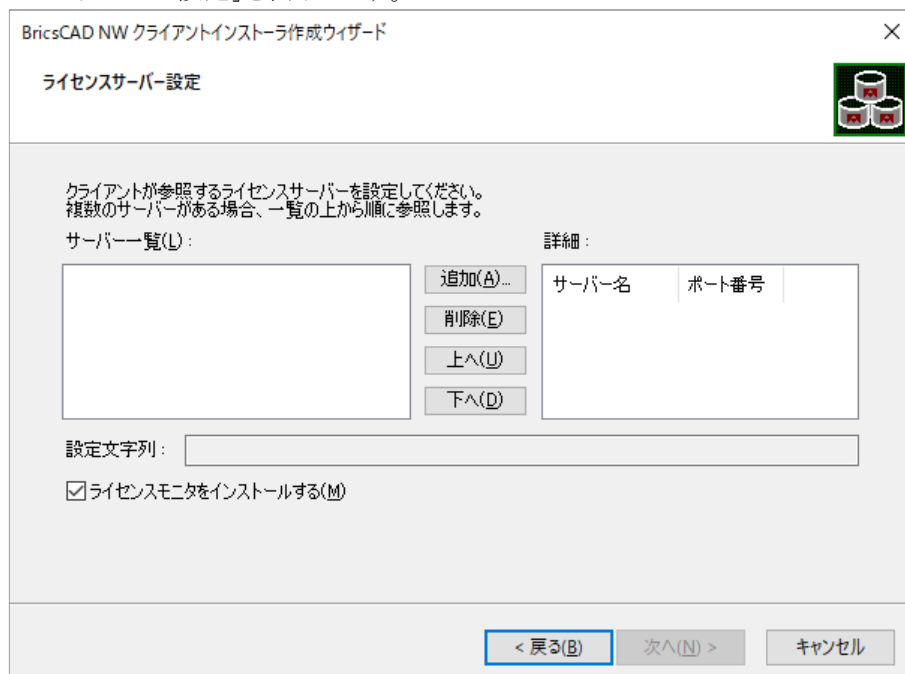 BricsCAD NW クライアントインストーラ作成ウィザード
ライセンスサーバー設定
クライアントが参照するライセンスサーバーを設定してください。
複数のサーバーがある場合、一覧の上から順に参照します。
サーバー一覧(L):
詳細:
追加(A)...
サーバー名 ポート番号
削除(E)
上へ(U)
下へ(D)
設定文字列:
ライセンスモニタをインストールする(M)
< 戻る(B) 次へ(N) > キャンセル